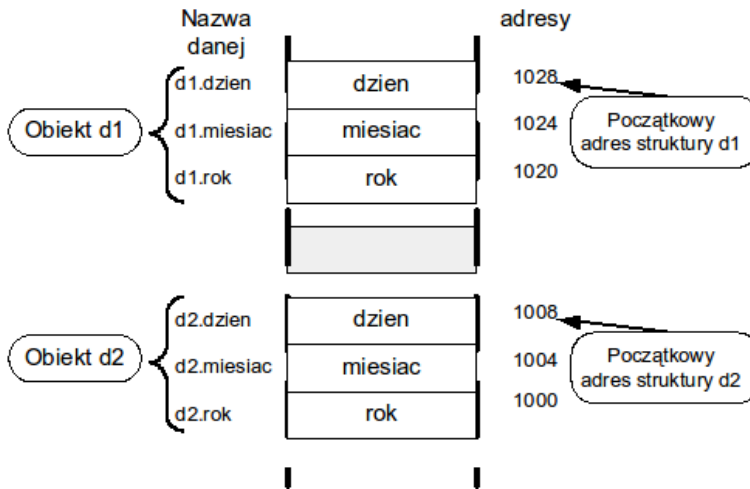 Nazwa
danej
adresy
d1.dzien
dzien
1028
Obiekt d1
d1.miesiac
miesiac
1024
Początkowy
adres struktury d1
d1.rok
rok
1020
d2.dzien
dzien
1008
Obiekt d2
d2.miesiac
miesiac
1004
Początkowy
adres struktury d2
d2.rok
rok
1000